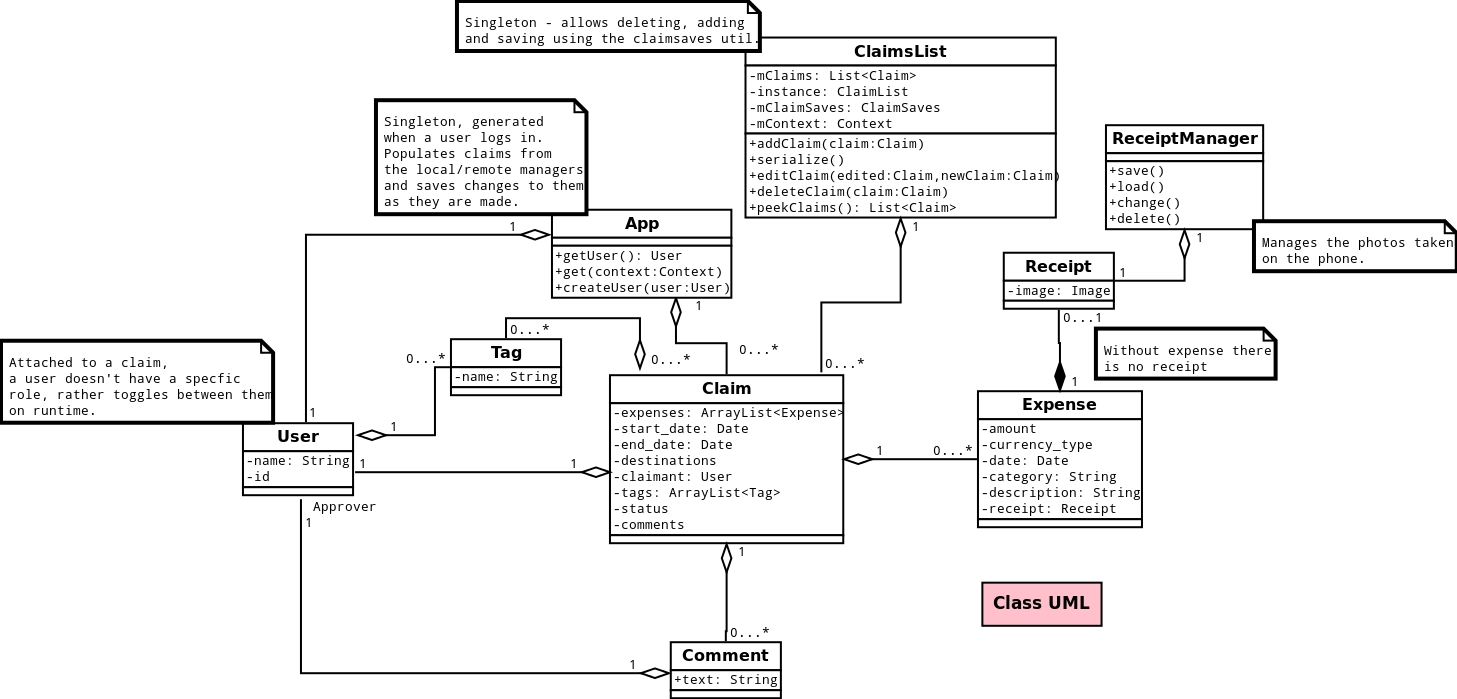 Singleton - allows deleting, adding
and saving using the claimsaves util.
ClaimsList
-mClaims: List<Claim>
-instance: ClaimList
-mClaimSaves: ClaimSaves
-mContext: Context
+addClaim(claim:Claim)
+serialize()
+editClaim(edited:Claim,newClaim:Claim)
+deleteClaim(claim:Claim)
+peekClaims(): List<Claim>
1
Singleton, generated
when a user logs in.
Populates claims from
the local/remote managers
and saves changes to them
as they are made.
ReceiptManager
+save()
+load()
+change()
+delete()
1
Manages the photos taken
on the phone.
1
App
+getUser(): User
+get(context:Context)
+createUser(user:User)
1
Receipt
-image: Image
1
0...1
Without expense there
is no receipt
1
0...*
Tag
-name: String
0...*
0...*
0...*
0...*
Attached to a claim,
a user doesn't have a specfic
role, rather toggles between them
on runtime.
1
User
-name: String
-id
1
1
1
Approver
1
Claim
-expenses: ArrayList<Expense>
-start_date: Date
-end_date: Date
-destinations
-claimant: User
-tags: ArrayList<Tag>
-status
-comments
1
0...*
Expense
-amount
-currency_type
-date: Date
-category: String
-description: String
-receipt: Receipt
1
0...*
Class UML
1
Comment
+text: String